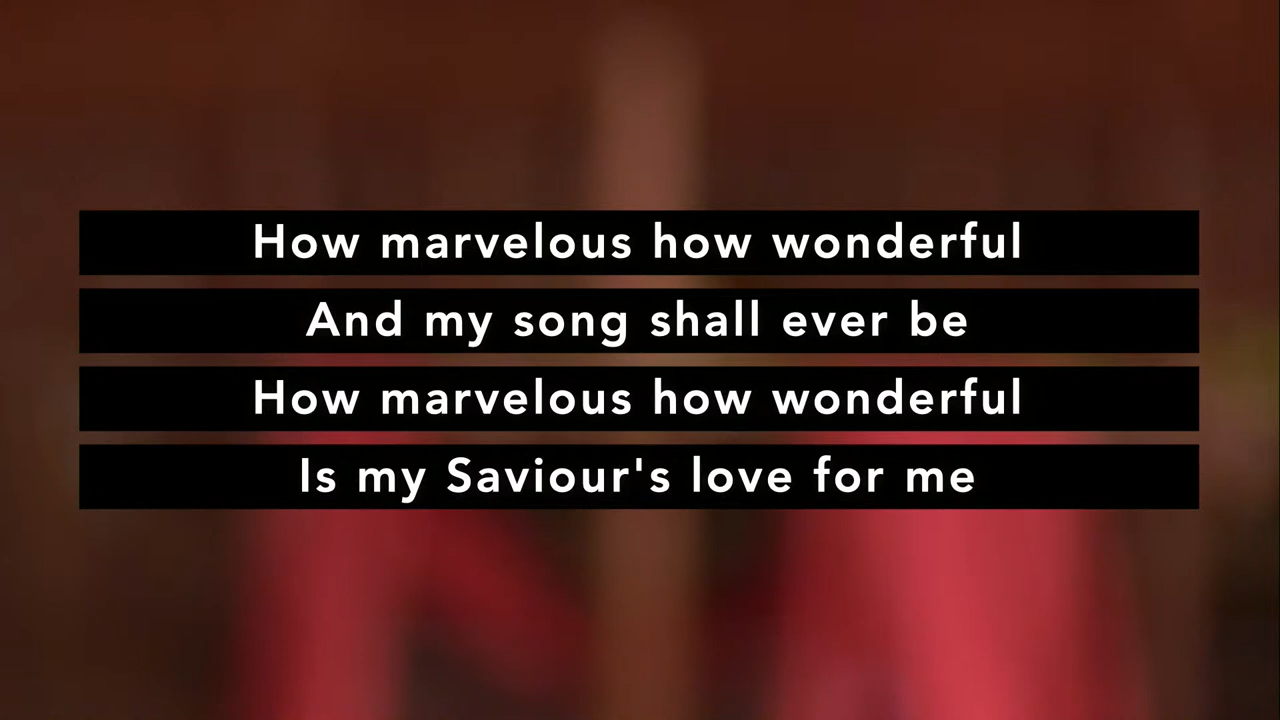 How marvelous how wonderful
And my song shall ever be
How marvelous how wonderful
Is my Saviour's love for me